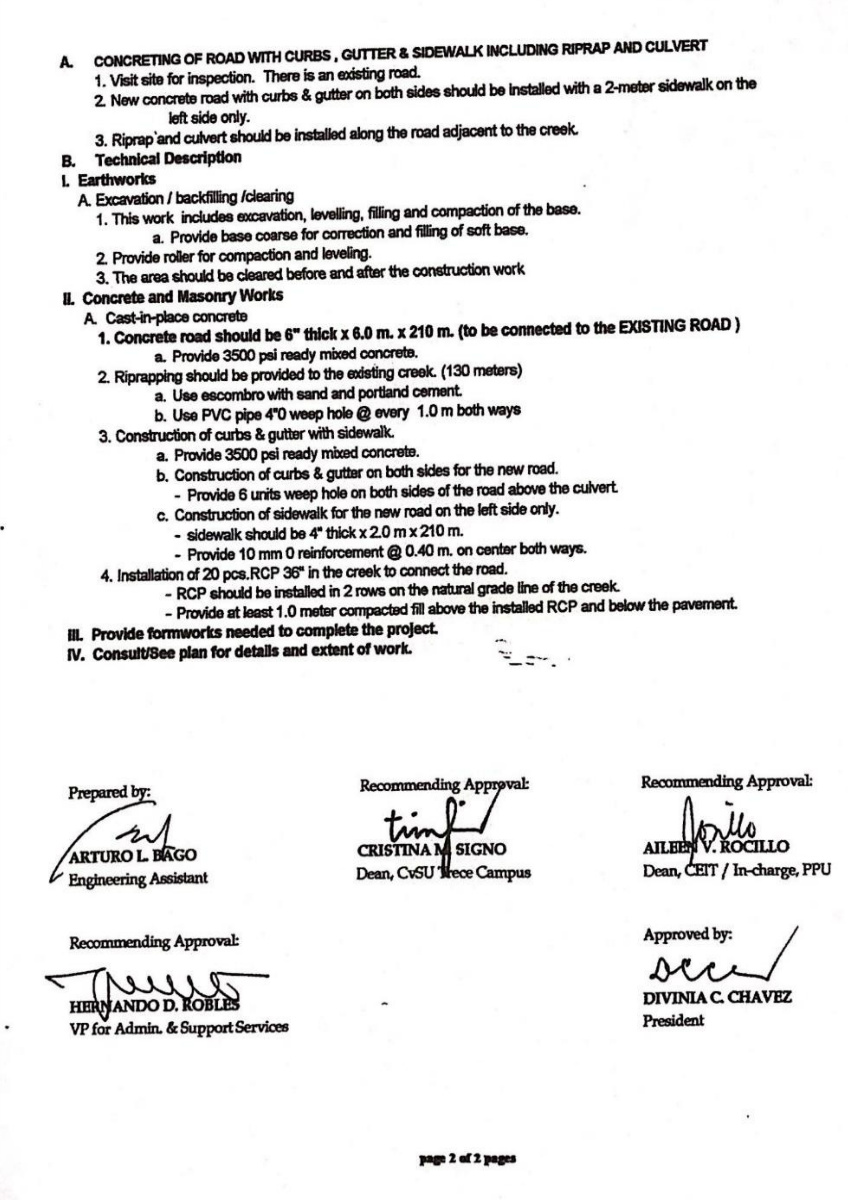 A. CONCRETING OF ROAD WITH CURBS , GUTTER & SIDEWALK INCLUDING RIPRAP AND CULVERT
1. Visit site for inspection. There is an existing road.
2. New concrete road with curbs & gutter on both sides should be installed with a 2-meter sidewalk on the
left side only.
3. Riprap and culvert should be installed along the road adjacent to the creek.
B. Technical Description
I. Earthworks
A. Excavation / backfilling /clearing
1. This work includes excavation, levelling, filling and compaction of the base.
a. Provide base coarse for correction and filling of soft base.
2. Provide roller for compaction and leveling.
3. The area should be cleared before and after the construction work
II. Concrete and Masonry Works
A. Cast-in-place concrete
1. Concrete road should be 6" thick x 6.0 m. x 210 m. (to be connected to the EXISTING ROAD )
a. Provide 3500 psi ready mixed concrete.
2. Riprapping should be provided to the existing creek. (130 meters)
a. Use escombro with sand and portland cement.
b. Use PVC pipe 4"0 weep hole @ every 1.0 m both ways
3. Construction of curbs & gutter with sidewalk.
a. Provide 3500 psi ready mixed concrete.
b. Construction of curbs & gutter on both sides for the new road.
- Provide 6 units weep hole on both sides of the road above the culvert.
c. Construction of sidewalk for the new road on the left side only.
- sidewalk should be 4" thick x 2.0 m x 210 m.
- Provide 10 mm 0 reinforcement @ 0.40 m. on center both ways.
4. Installation of 20 pcs.RCP 36" in the creek to connect the road.
- RCP should be installed in 2 rows on the natural grade line of the creek.
- Provide at least 1.0 meter compacted fill above the installed RCP and below the pavement.
III. Provide formworks needed to complete the project.
IV. Consult/See plan for details and extent of work.
Prepared by:
ARTURO L. BAGO
Engineering Assistant
Recommending Approval:
CRISTINA M. SIGNO
Dean, CvSU Trece Campus
Recommending Approval:
AILEEN V. ROCILLO
Dean, CEIT / In-charge, PPU
Recommending Approval:
HERNANDO D. ROBLES
VP for Admin. & Support Services
Approved by:
DIVINIA C. CHAVEZ
President
page 2 of 2 pages